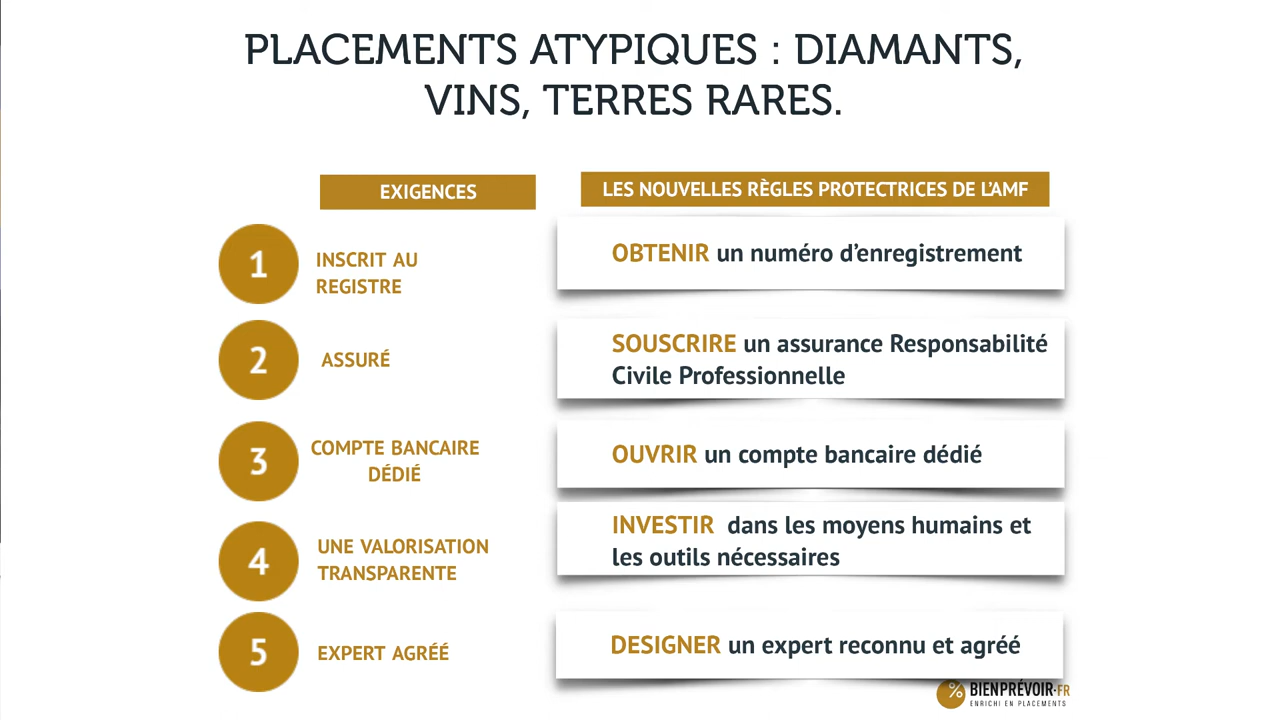 PLACEMENTS ATYPIQUES : DIAMANTS,
VINS, TERRES RARES.
EXIGENCES
LES NOUVELLES RÈGLES PROTECTRICES DE L'AMF
1
INSCRIT AU
REGISTRE
OBTENIR un numéro d'enregistrement
2
ASSURÉ
SOUSCRIRE un assurance Responsabilité
Civile Professionnelle
3
COMPTE BANCAIRE
DÉDIÉ
OUVRIR un compte bancaire dédié
4
UNE VALORISATION
TRANSPARENTE
INVESTIR dans les moyens humains et
les outils nécessaires
5
EXPERT AGRÉÉ
DESIGNER un expert reconnu et agréé
% BIENPRÉVOIR·FR
ENRICHI EN PLACEMENTS